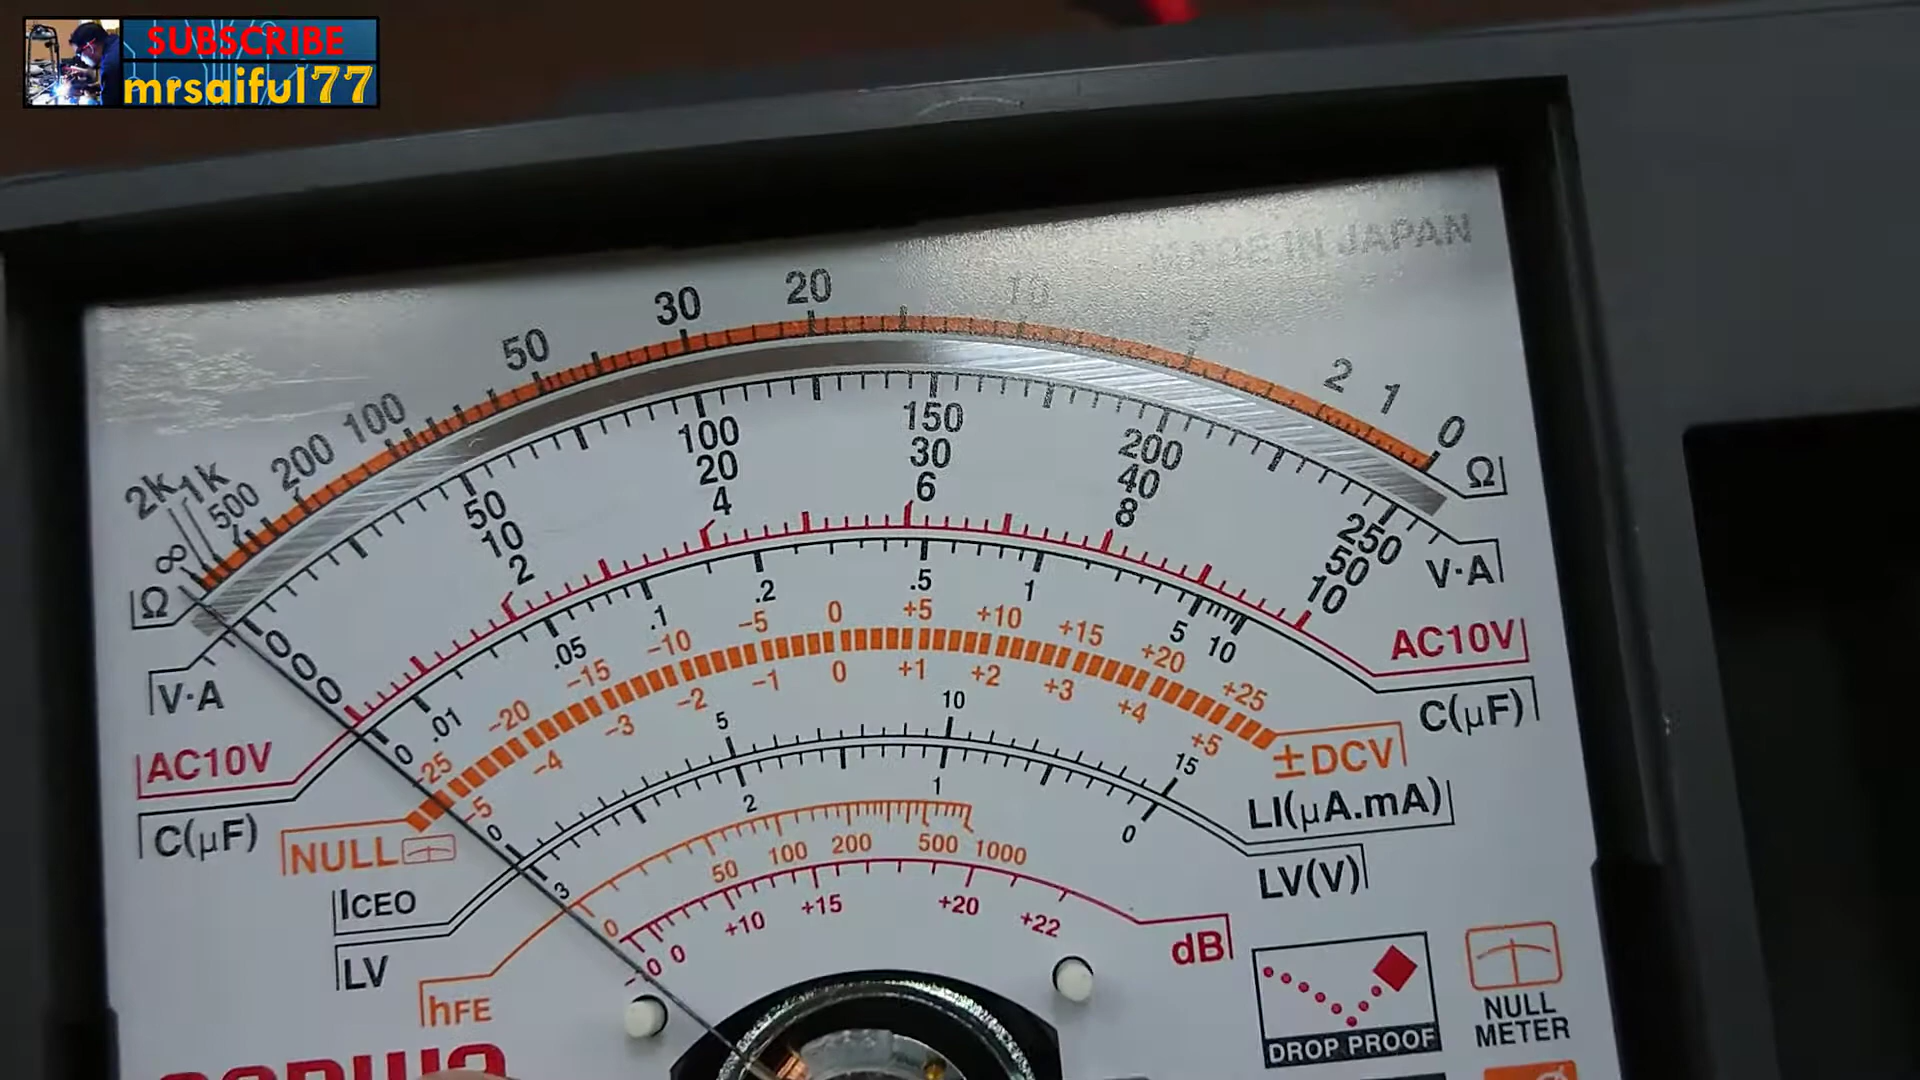 SUBSCRIBE
mrsaiful77
MADE IN JAPAN
∞ 2k 1K 500 200 100 50 30 20 10 5 2 1 0
Ω Ω
0 50 100 150 200 250
0 10 20 30 40 50
0 2 4 6 8 10
V·A V·A
AC10V AC10V
0 .01 .05 .1 .2 .5 1 5 10
C(μF) C(μF)
-25 -20 -15 -10 -5 0 +5 +10 +15 +20 +25
-5 -4 -3 -2 -1 0 +1 +2 +3 +4 +5
NULL ±DCV
0 5 10 15
ICEO LI(μA.mA)
3 2 1 0
LV LV(V)
0 50 100 200 500 1000
hFE
0 +10 +15 +20 +22
dB
DROP PROOF
NULL
METER